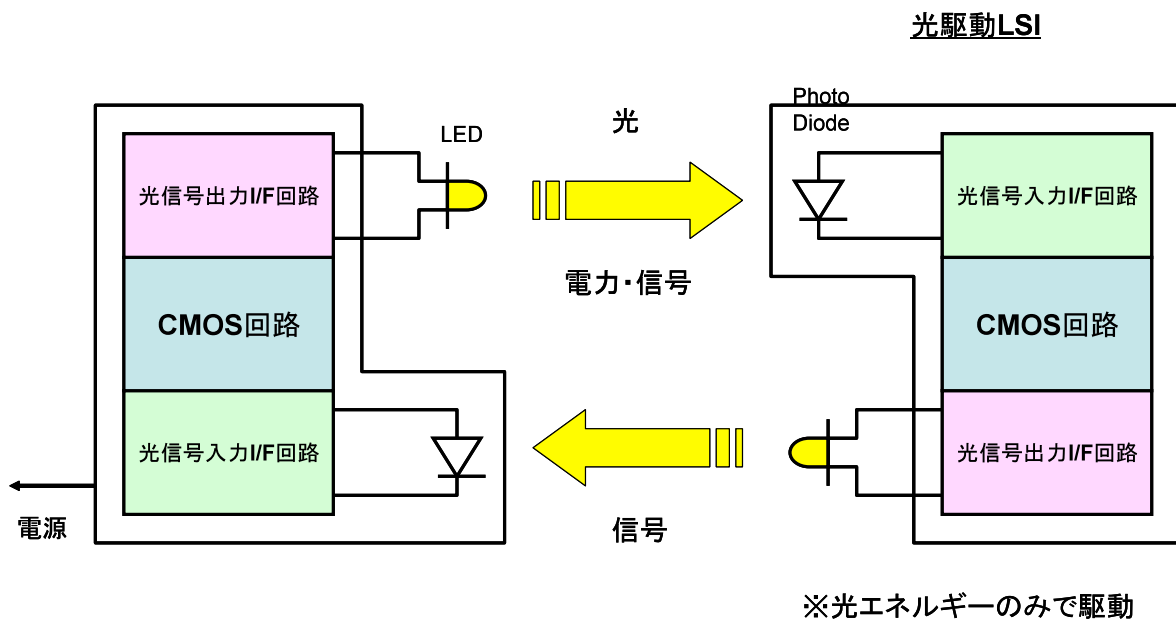 光駆動LSI
Photo
Diode
LED
光
光信号出力I/F回路
光信号入力I/F回路
電力・信号
CMOS回路
CMOS回路
光信号入力I/F回路
光信号出力I/F回路
電源
信号
※光エネルギーのみで駆動